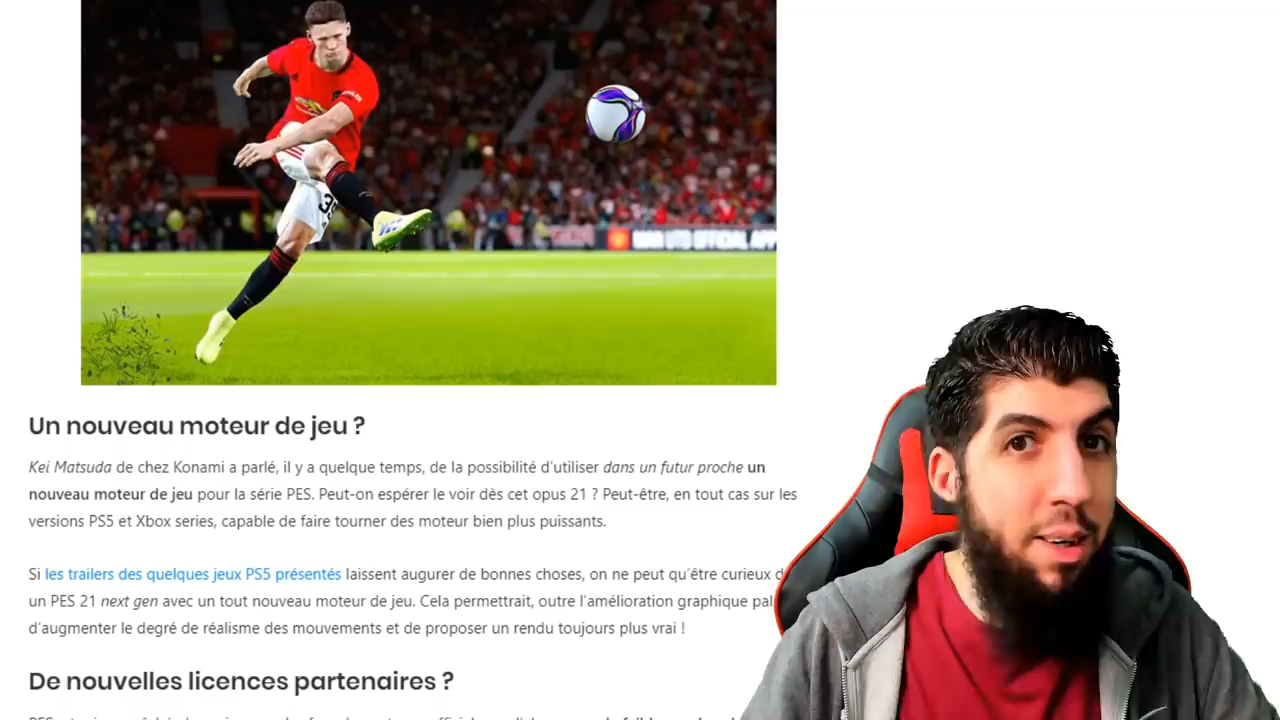 35
MAN UTD OFFICIAL APP
Un nouveau moteur de jeu ?
Kei Matsuda de chez Konami a parlé, il y a quelque temps, de la possibilité d'utiliser dans un futur proche un
nouveau moteur de jeu pour la série PES. Peut-on espérer le voir dès cet opus 21 ? Peut-être, en tout cas sur les
versions PS5 et Xbox series, capable de faire tourner des moteur bien plus puissants.
Si les trailers des quelques jeux PS5 présentés laissent augurer de bonnes choses, on ne peut qu'être curieux d
un PES 21 next gen avec un tout nouveau moteur de jeu. Cela permettrait, outre l'amélioration graphique pal
d'augmenter le degré de réalisme des mouvements et de proposer un rendu toujours plus vrai !
De nouvelles licences partenaires ?